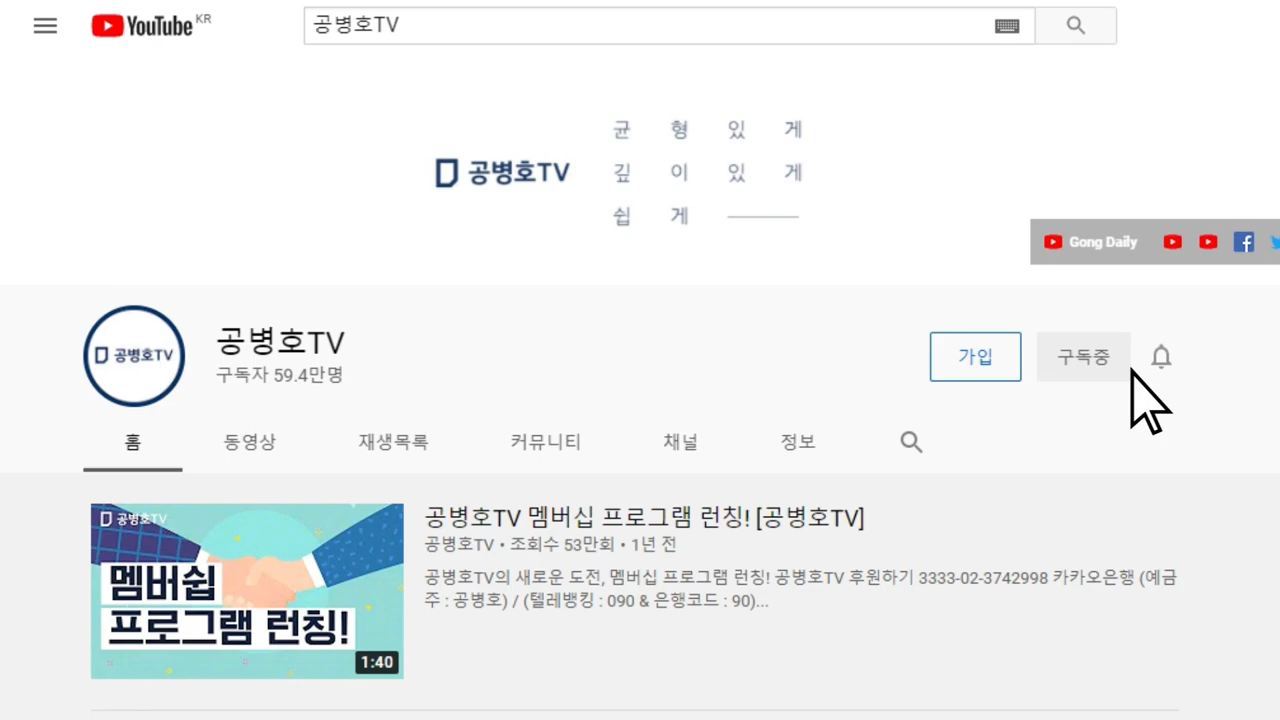 YouTube KR
공병호TV
공병호TV
균형있게
깊이있게
쉽게
Gong Daily
공병호TV
공병호TV
구독자 59.4만명
가입
구독중
홈 동영상 재생목록 커뮤니티 채널 정보
공병호TV
멤버쉽
프로그램 런칭!
1:40
공병호TV 멤버십 프로그램 런칭! [공병호TV]
공병호TV • 조회수 53만회 • 1년 전
공병호TV의 새로운 도전, 멤버십 프로그램 런칭! 공병호TV 후원하기 3333-02-3742998 카카오은행 (예금
주 : 공병호) / (텔레뱅킹 : 090 & 은행코드 : 90)...